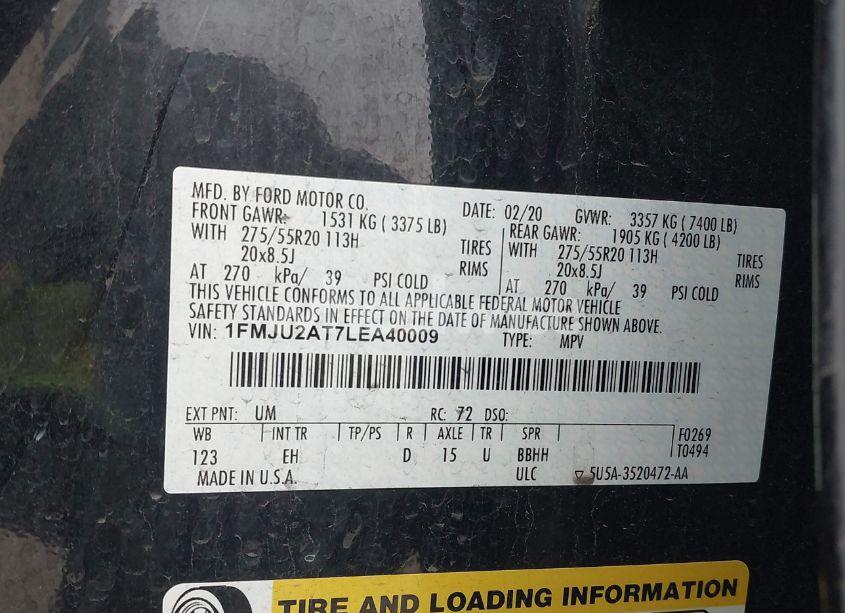 MFD. BY FORD MOTOR CO.
DATE: 02/20 GVWR: 3357 KG ( 7400 LB)
FRONT GAWR: 1531 KG ( 3375 LB)
REAR GAWR: 1905 KG ( 4200 LB)
WITH 275/55R20 113H TIRES
WITH 275/55R20 113H TIRES
20x8.5J RIMS
20x8.5J RIMS
AT 270 kPa/ 39 PSI COLD
AT 270 kPa/ 39 PSI COLD
THIS VEHICLE CONFORMS TO ALL APPLICABLE FEDERAL MOTOR VEHICLE
SAFETY STANDARDS IN EFFECT ON THE DATE OF MANUFACTURE SHOWN ABOVE.
VIN: 1FMJU2AT7LEA40009 TYPE: MPV
EXT PNT: UM RC: 72 DSO:
WB INT TR TP/PS R AXLE TR SPR F0269
123 EH D 15 U BBHH T0494
MADE IN U.S.A. ULC 5U5A-3520472-AA
TIRE AND LOADING INFORMATION